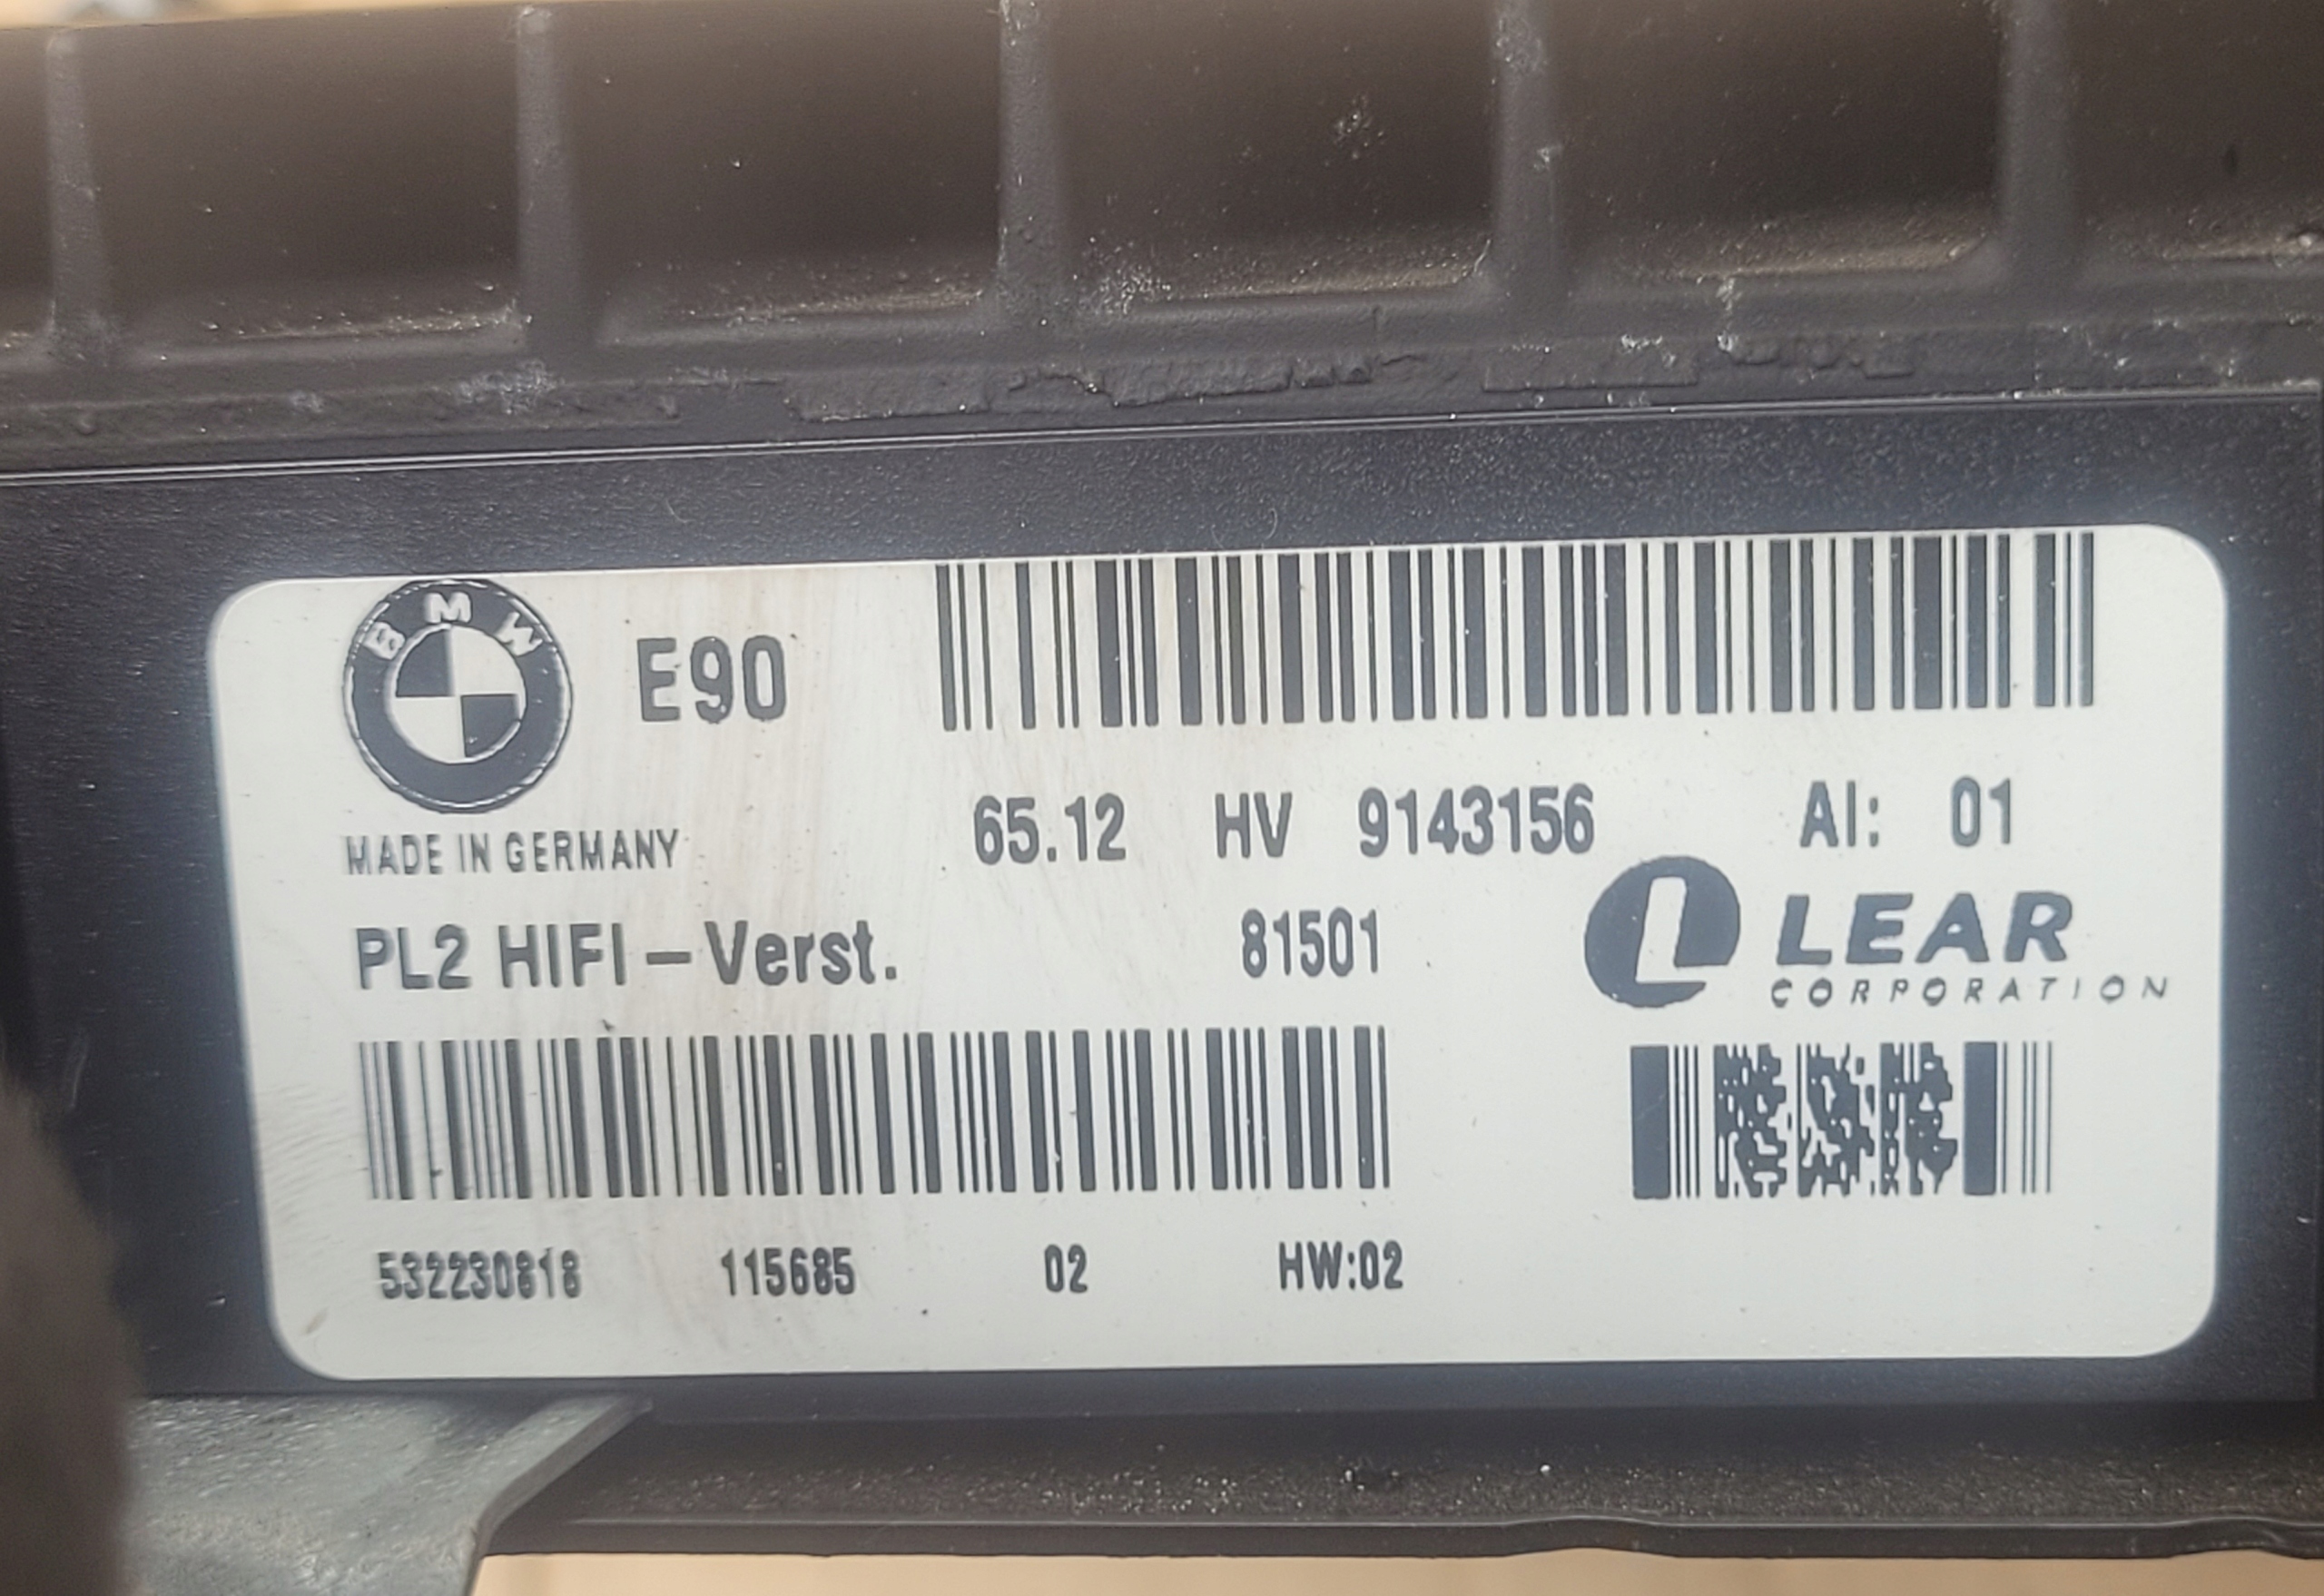 BMW
E90
65.12 HV 9143156 AI: 01
MADE IN GERMANY
PL2 HIFI – Verst. 81501
L LEAR
CORPORATION
532230818 115685 02 HW:02